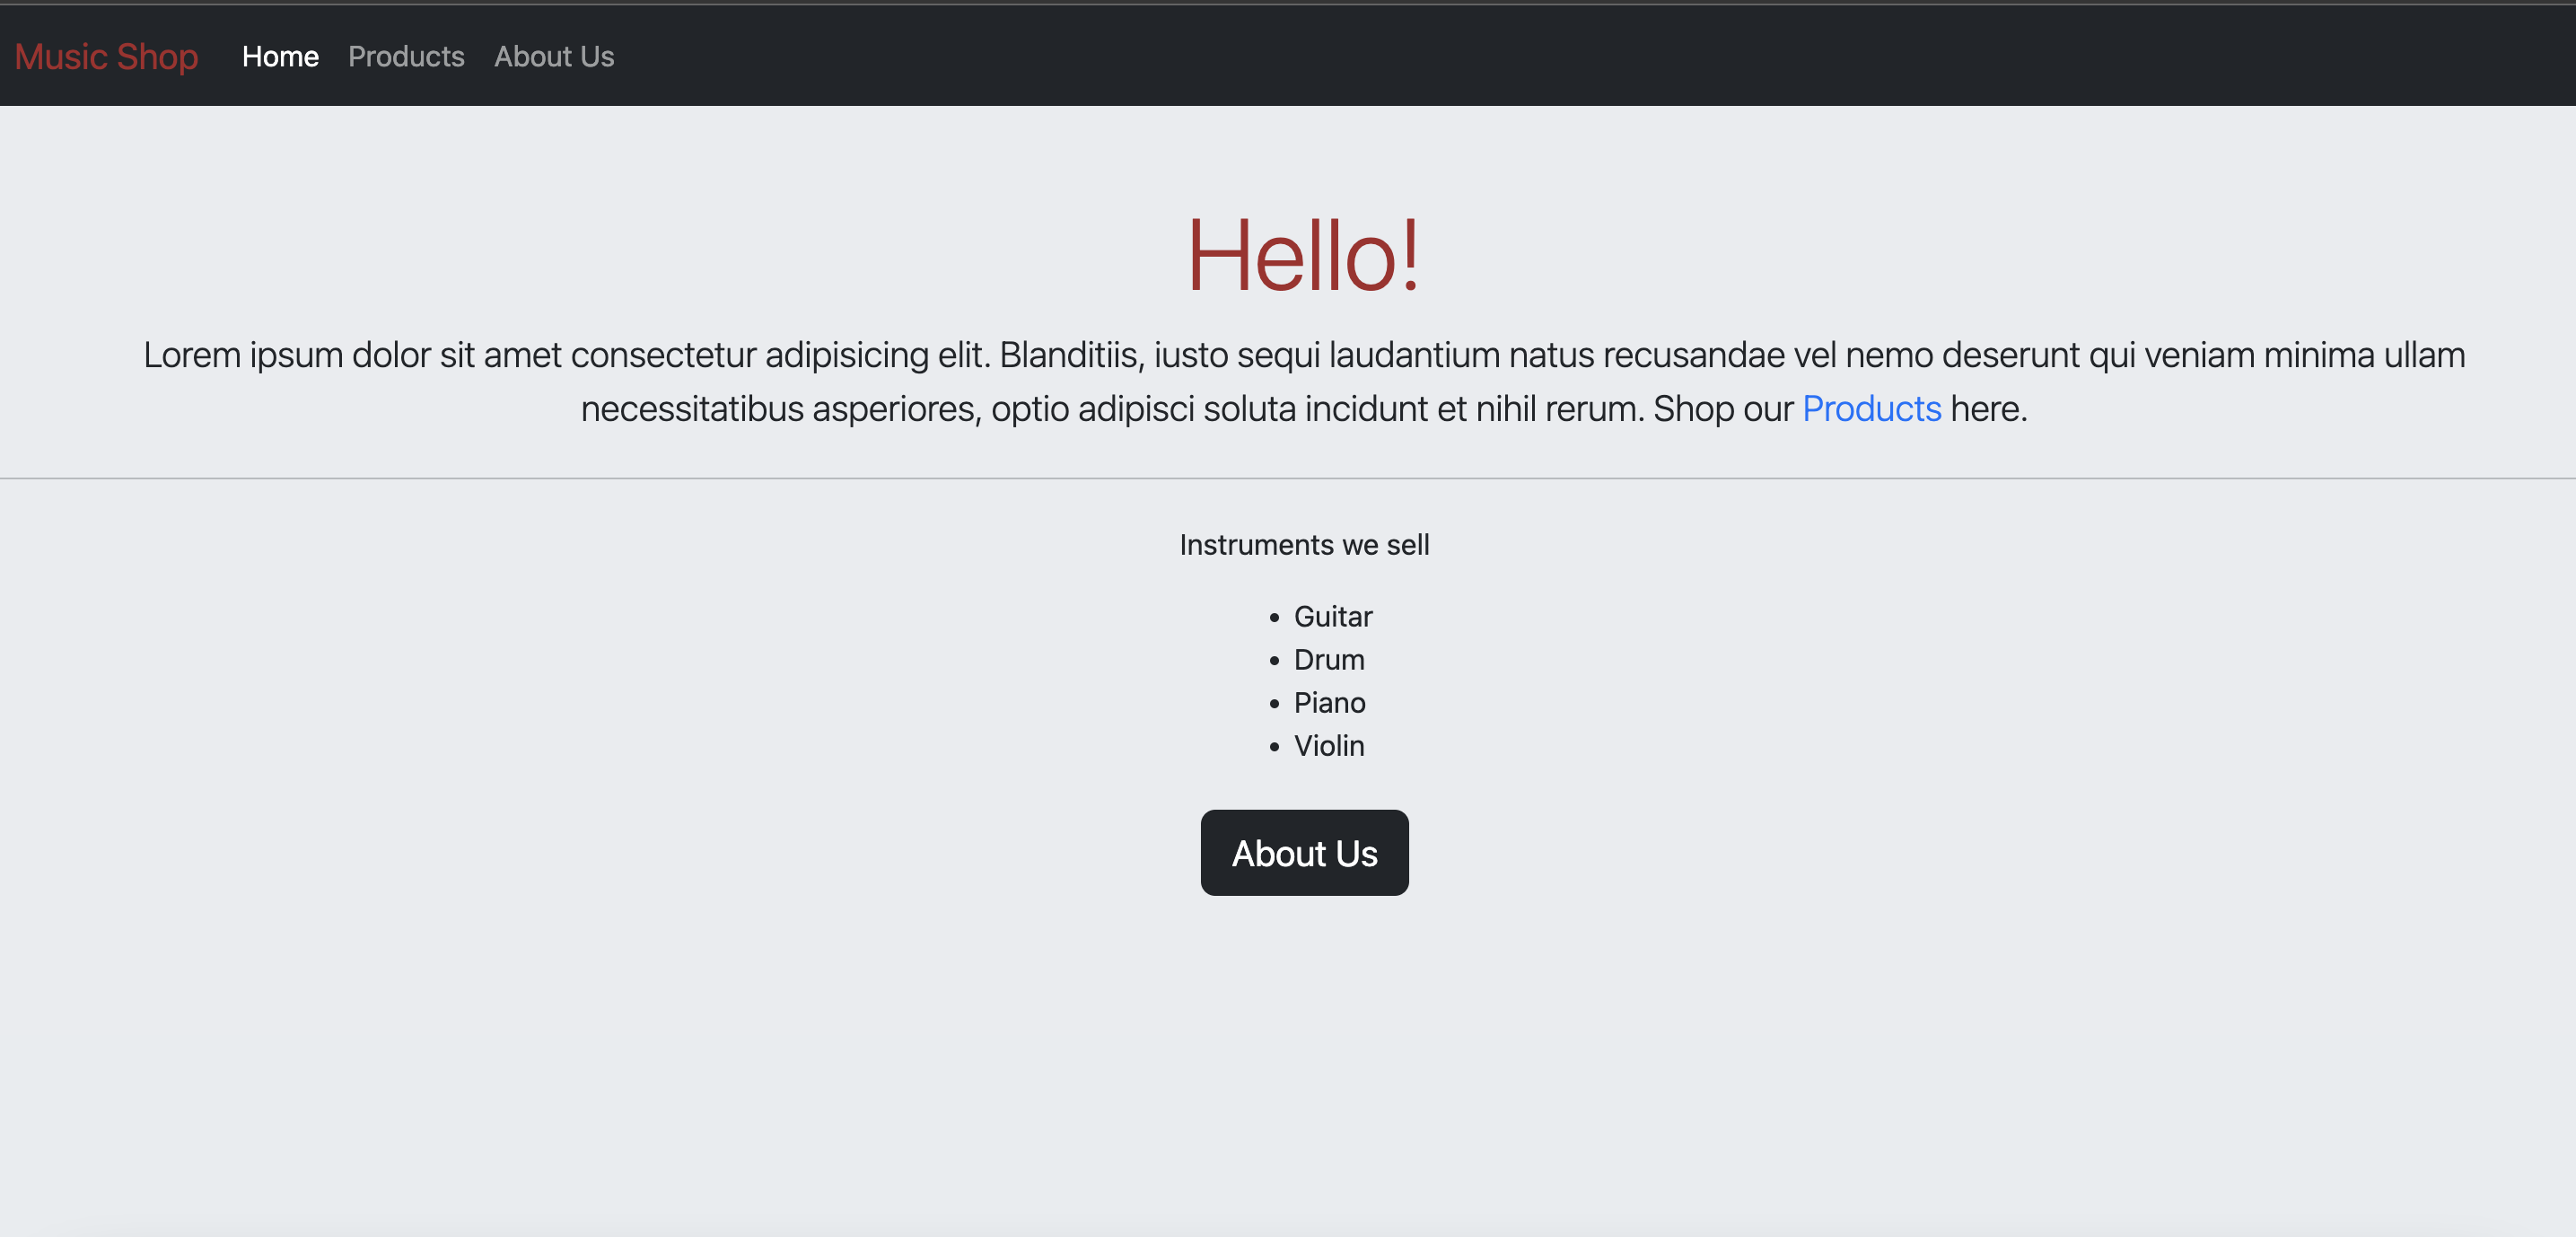 Music Shop Home Products About Us
Hello!
Lorem ipsum dolor sit amet consectetur adipisicing elit. Blanditiis, iusto sequi laudantium natus recusandae vel nemo deserunt qui veniam minima ullam
necessitatibus asperiores, optio adipisci soluta incidunt et nihil rerum. Shop our Products here.
Instruments we sell
• Guitar
• Drum
• Piano
• Violin
About Us